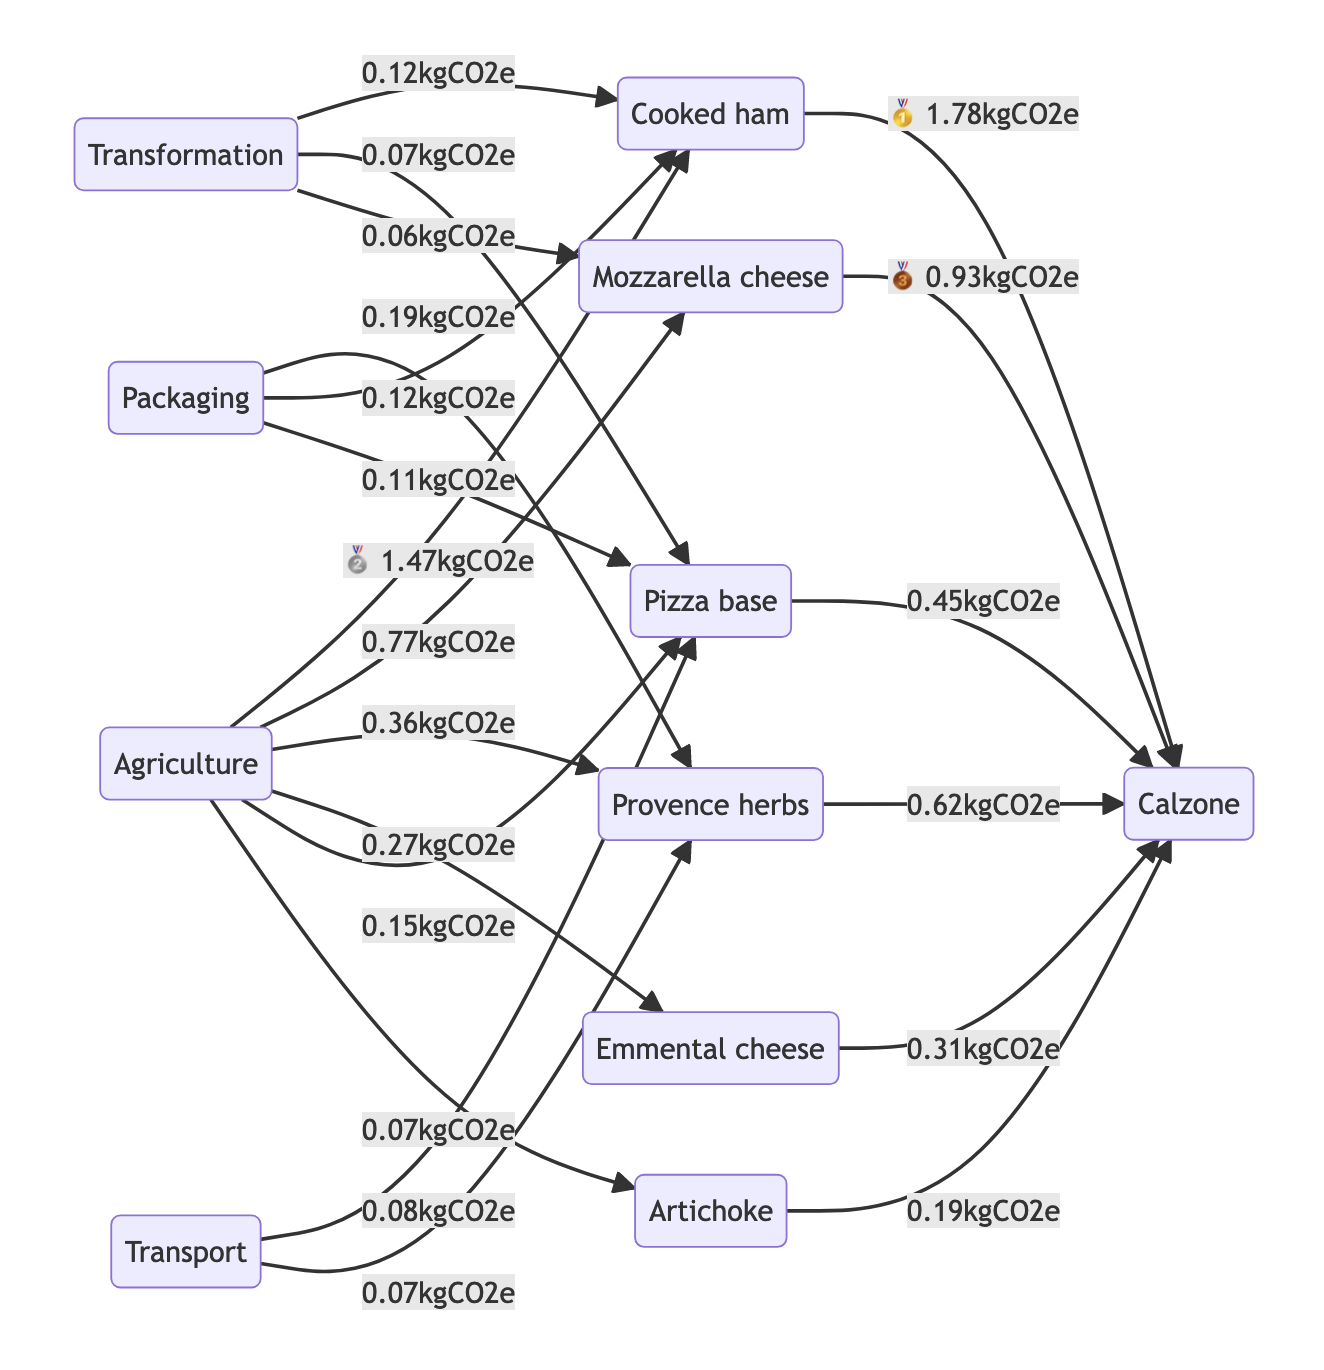 Transformation
Packaging
Agriculture
Transport
0.12kgCO2e
0.07kgCO2e
0.06kgCO2e
0.19kgCO2e
0.12kgCO2e
0.11kgCO2e
🥈 1.47kgCO2e
0.77kgCO2e
0.36kgCO2e
0.27kgCO2e
0.15kgCO2e
0.07kgCO2e
0.08kgCO2e
0.07kgCO2e
Cooked ham
Mozzarella cheese
Pizza base
Provence herbs
Emmental cheese
Artichoke
🥇 1.78kgCO2e
🥉 0.93kgCO2e
0.45kgCO2e
0.62kgCO2e
0.31kgCO2e
0.19kgCO2e
Calzone